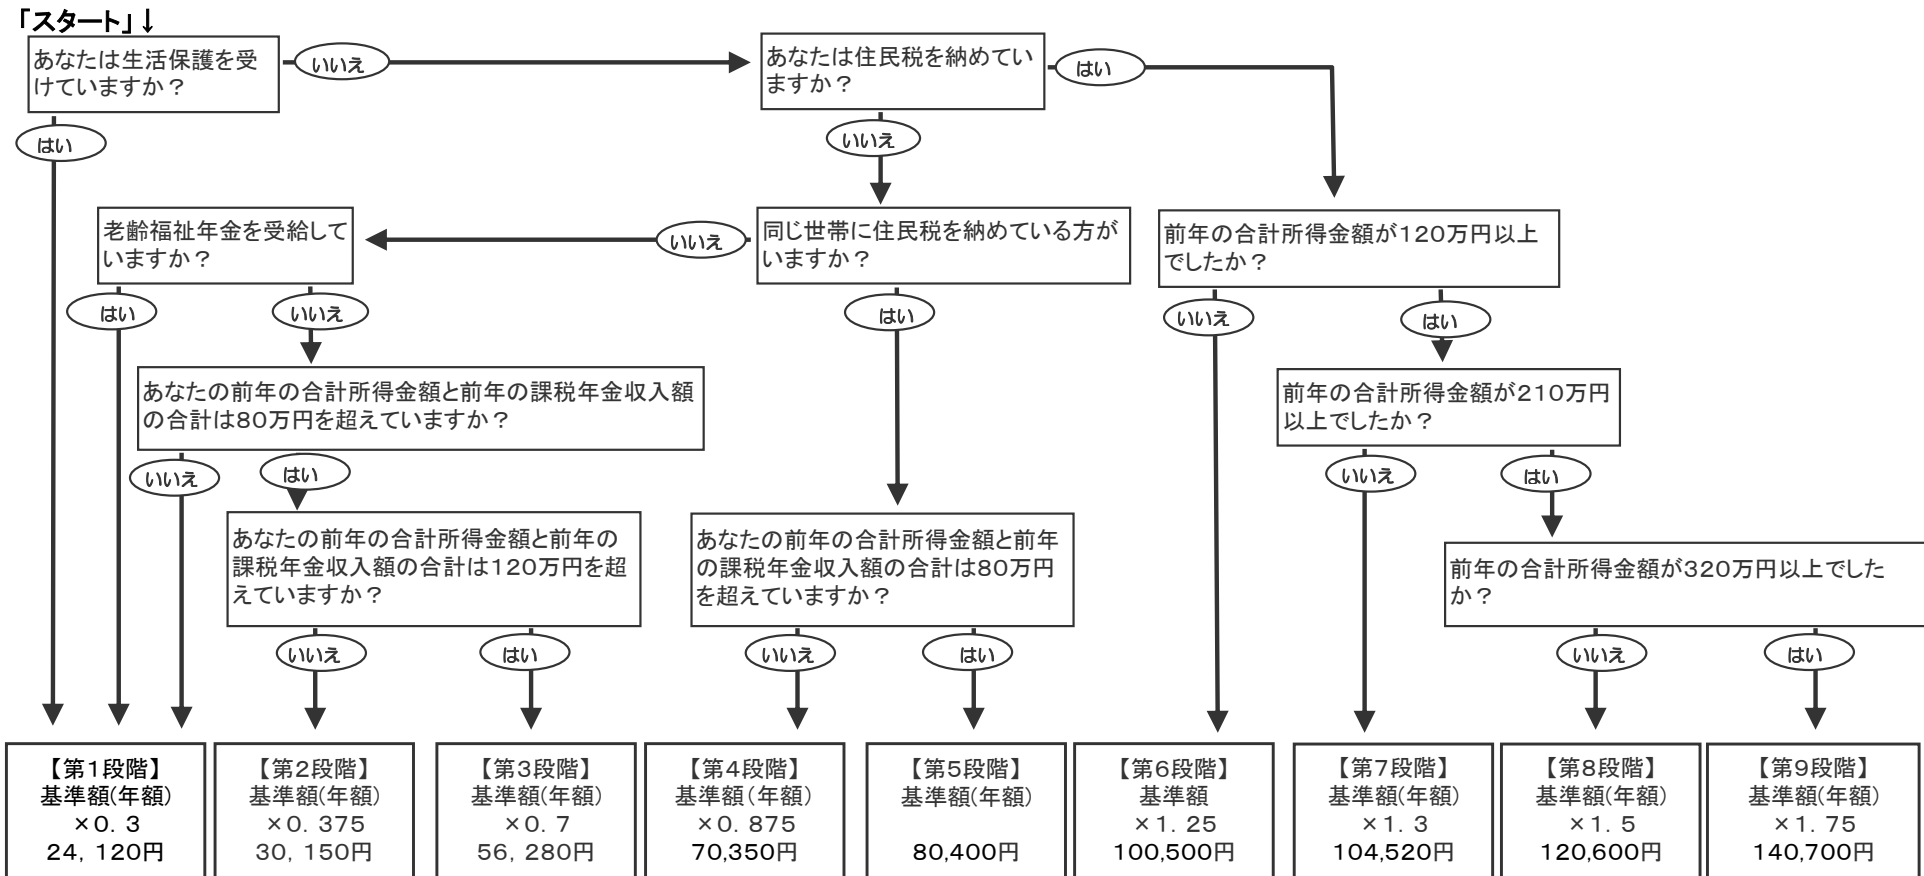 「スタート」↓
あなたは生活保護を受
けていますか？
いいえ
あなたは住民税を納めてい
ますか？
はい
はい
いいえ
老齢福祉年金を受給して
いますか？
いいえ
同じ世帯に住民税を納めている方が
いますか？
前年の合計所得金額が120万円以上
でしたか？
はい
いいえ
はい
いいえ
はい
あなたの前年の合計所得金額と前年の課税年金収入額
の合計は80万円を超えていますか？
前年の合計所得金額が210万円
以上でしたか？
いいえ
はい
いいえ
はい
あなたの前年の合計所得金額と前年の
課税年金収入額の合計は120万円を超
えていますか？
あなたの前年の合計所得金額と前年
の課税年金収入額の合計は80万円
を超えていますか？
前年の合計所得金額が320万円以上でした
か？
いいえ
はい
いいえ
はい
いいえ
はい
【第1段階】
基準額(年額)
×0．3
24，120円
【第2段階】
基準額(年額)
×0．375
30，150円
【第3段階】
基準額(年額)
×0．7
56，280円
【第4段階】
基準額（年額）
×0．875
70,350円
【第5段階】
基準額(年額)
80,400円
【第6段階】
基準額
×1．25
100,500円
【第7段階】
基準額(年額)
×1．3
104,520円
【第8段階】
基準額(年額)
×1．5
120,600円
【第9段階】
基準額(年額)
×1．75
140,700円